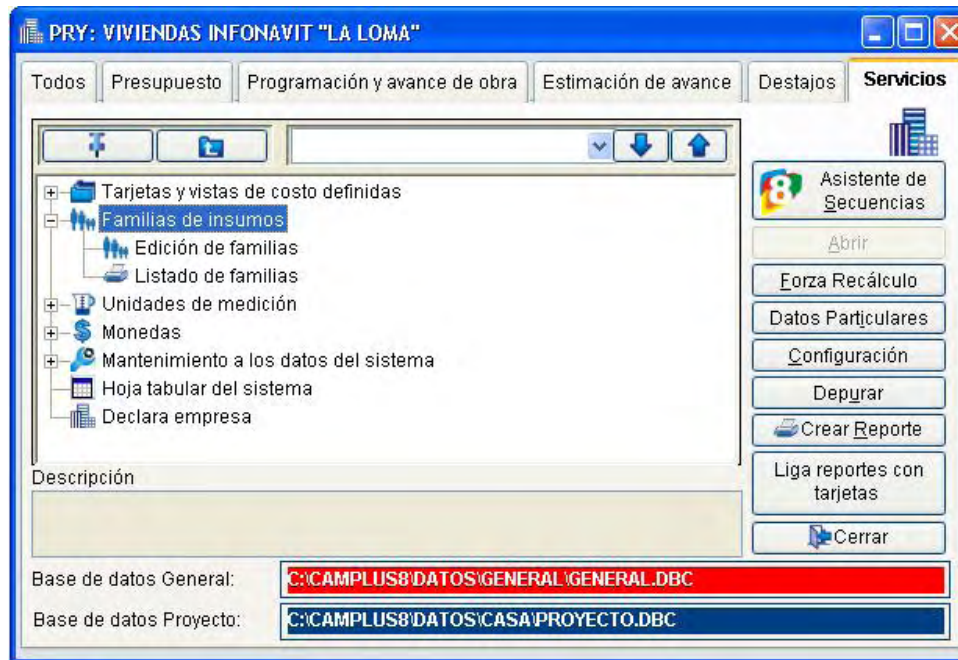 PRY: VIVIENDAS INFONAVIT "LA LOMA"
Todos Presupuesto Programación y avance de obra Estimación de avance Destajos Servicios
Tarjetas y vistas de costo definidas
Familias de insumos
Edición de familias
Listado de familias
Unidades de medición
Monedas
Mantenimiento a los datos del sistema
Hoja tabular del sistema
Declara empresa
8 Asistente de
Secuencias
Abrir
Forza Recálculo
Datos Particulares
Configuración
Depurar
Crear Reporte
Liga reportes con
tarjetas
Cerrar
Descripción
Base de datos General: C:\CAMPLUS8\DATOS\GENERAL\GENERAL.DBC
Base de datos Proyecto: C:\CAMPLUS8\DATOS\CASA\PROYECTO.DBC